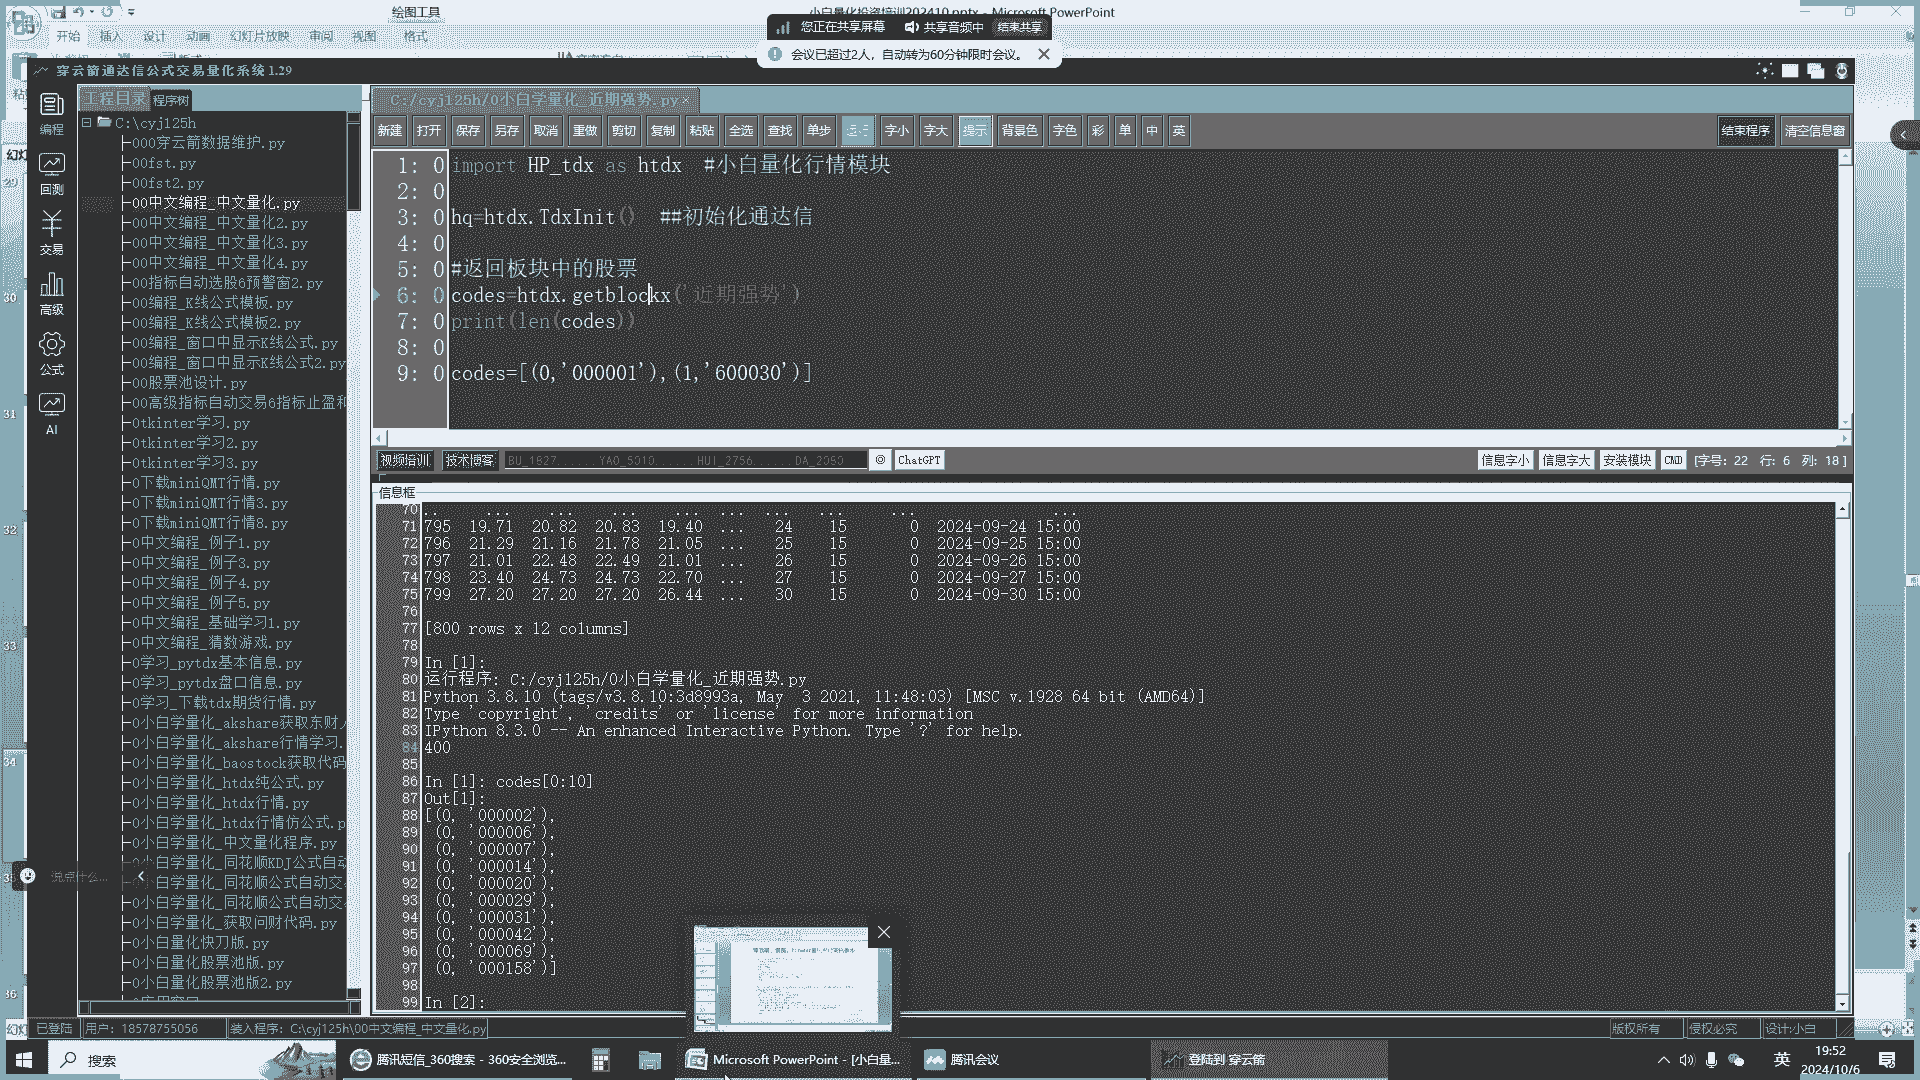 绘图工具
小白量化投资培训202410.pptx - Microsoft PowerPoint
开始 插入 设计 动画 幻灯片放映 审阅 视图 格式
您正在共享屏幕 共享音频中 结束共享
会议已超过2人，自动转为60分钟限时会议。
穿云箭通达信公式交易量化系统 1.29
编程
回测
交易
高级
公式
AI
工程目录 程序树
C:\cyj125h
000穿云箭数据维护.py
00fst.py
00fst2.py
00中文编程_中文量化.py
00中文编程_中文量化2.py
00中文编程_中文量化3.py
00中文编程_中文量化4.py
00指标自动选股6预警窗2.py
00编程_K线公式模板.py
00编程_K线公式模板2.py
00编程_窗口中显示K线公式.py
00编程_窗口中显示K线公式2.py
00股票池设计.py
00高级指标自动交易6指标止盈和
0tkinter学习.py
0tkinter学习2.py
0tkinter学习3.py
0下载miniQMT行情.py
0下载miniQMT行情3.py
0下载miniQMT行情8.py
0中文编程_例子1.py
0中文编程_例子3.py
0中文编程_例子4.py
0中文编程_例子5.py
0中文编程_基础学习1.py
0中文编程_猜数游戏.py
0学习_pytdx基本信息.py
0学习_pytdx盘口信息.py
0学习_下载tdx期货行情.py
0小白学量化_akshare获取东财
0小白学量化_akshare行情学习.
0小白学量化_baostock获取代码
0小白学量化_htdx纯公式.py
0小白学量化_htdx行情.py
0小白学量化_htdx行情仿公式.p
0小白学量化_中文量化程序.py
0小白学量化_同花顺KDJ公式自动
0小白学量化_同花顺公式自动交
0小白学量化_同花顺公式自动交
0小白学量化_获取问财代码.py
0小白量化快刀版.py
0小白量化股票池版.py
0小白量化股票池版2.py
说点什么...
29
30
31
32
33
34
36
C:/cyj125h/0小白学量化_近期强势.py×
新建 打开 保存 另存 取消 重做 剪切 复制 粘贴 全选 查找 单步 运行 字小 字大 提示 背景色 字色 彩 单 中 英 结束程序 清空信息窗
1: 0 import HP_tdx as htdx #小白量化行情模块
2: 0
3: 0 hq=htdx.TdxInit() ##初始化通达信
4: 0
5: 0 #返回板块中的股票
6: 0 codes=htdx.getblockx('近期强势')
7: 0 print(len(codes))
8: 0
9: 0 codes=[(0,'000001'),(1,'600030')]
视频培训 技术博客 BU_1827......YAO_5010.......HUI_2756.......DA_2080 ◎ ChatGPT 信息字小 信息字大 安装模块 CMD [字号: 22 行: 6 列: 18 ]
信息框
70 .. ... ... ... ... ... ... ... ... ...
71 795 19.71 20.82 20.83 19.40 ... 24 15 0 2024-09-24 15:00
72 796 21.29 21.16 21.78 21.05 ... 25 15 0 2024-09-25 15:00
73 797 21.01 22.48 22.49 21.01 ... 26 15 0 2024-09-26 15:00
74 798 23.40 24.73 24.73 22.70 ... 27 15 0 2024-09-27 15:00
75 799 27.20 27.20 27.20 26.44 ... 30 15 0 2024-09-30 15:00
76
77 [800 rows x 12 columns]
78
79 In [1]:
80 运行程序: C:/cyj125h/0小白学量化_近期强势.py
81 Python 3.8.10 (tags/v3.8.10:3d8993a, May 3 2021, 11:48:03) [MSC v.1928 64 bit (AMD64)]
82 Type 'copyright', 'credits' or 'license' for more information
83 IPython 8.3.0 -- An enhanced Interactive Python. Type '?' for help.
84 400
85
86 In [1]: codes[0:10]
87 Out[1]:
88 [(0, '000002'),
89 (0, '000006'),
90 (0, '000007'),
91 (0, '000014'),
92 (0, '000020'),
93 (0, '000029'),
94 (0, '000031'),
95 (0, '000042'),
96 (0, '000069'),
97 (0, '000158')]
98
99 In [2]:
已登陆 用户: 18578755056 装入程序: C:\cyj125h\00中文编程_中文量化.py 版权所有 侵权必究 设计:小白
搜索 腾讯短信_360搜索 - 360安全浏览... Microsoft PowerPoint - [小白量... 腾讯会议 登陆到 穿云箭 英 19:52
2024/10/6